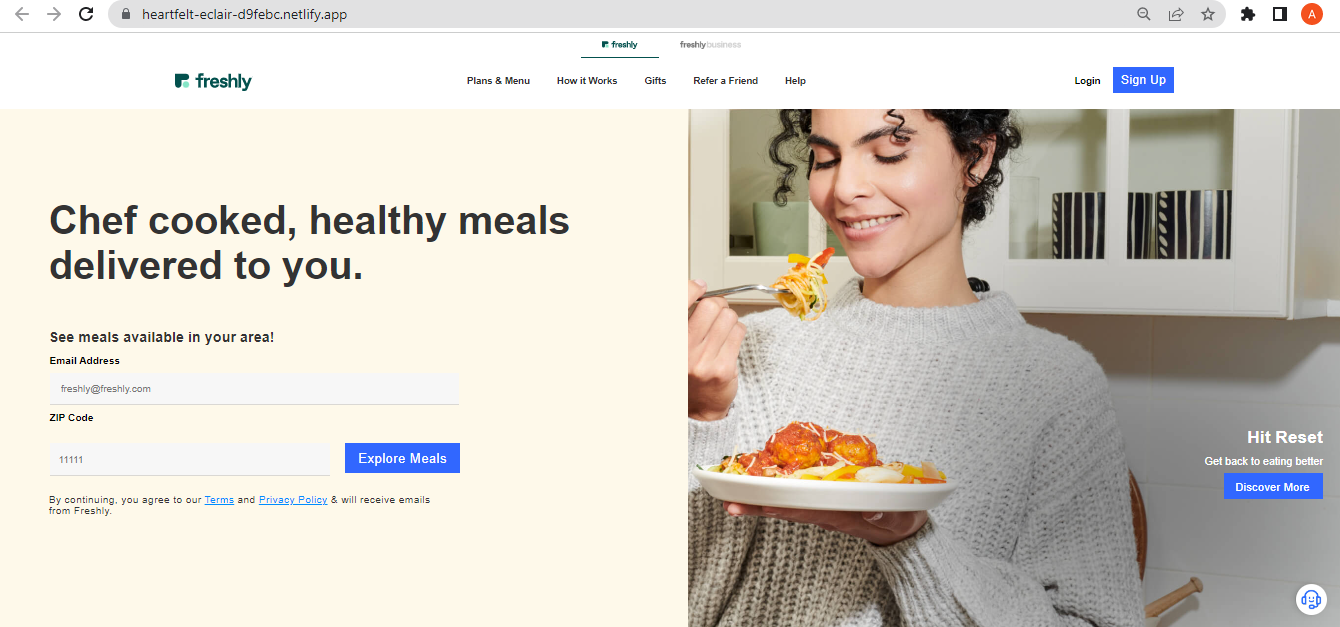 heartfelt-eclair-d9febc.netlify.app
A
freshly
freshlybusiness
freshly
Plans & Menu
How it Works
Gifts
Refer a Friend
Help
Login
Sign Up
Chef cooked, healthy meals
delivered to you.
See meals available in your area!
Email Address
freshly@freshly.com
ZIP Code
11111
Explore Meals
By continuing, you agree to our Terms and Privacy Policy & will receive emails
from Freshly.
Hit Reset
Get back to eating better
Discover More